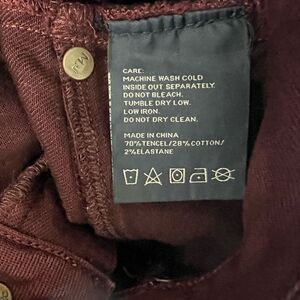 CARE:
MACHINE WASH COLD
INSIDE OUT SEPARATELY.
DO NOT BLEACH.
TUMBLE DRY LOW.
LOW IRON.
DO NOT DRY CLEAN.
MADE IN CHINA
70%TENCEL/28%COTTON/
2%ELASTANE